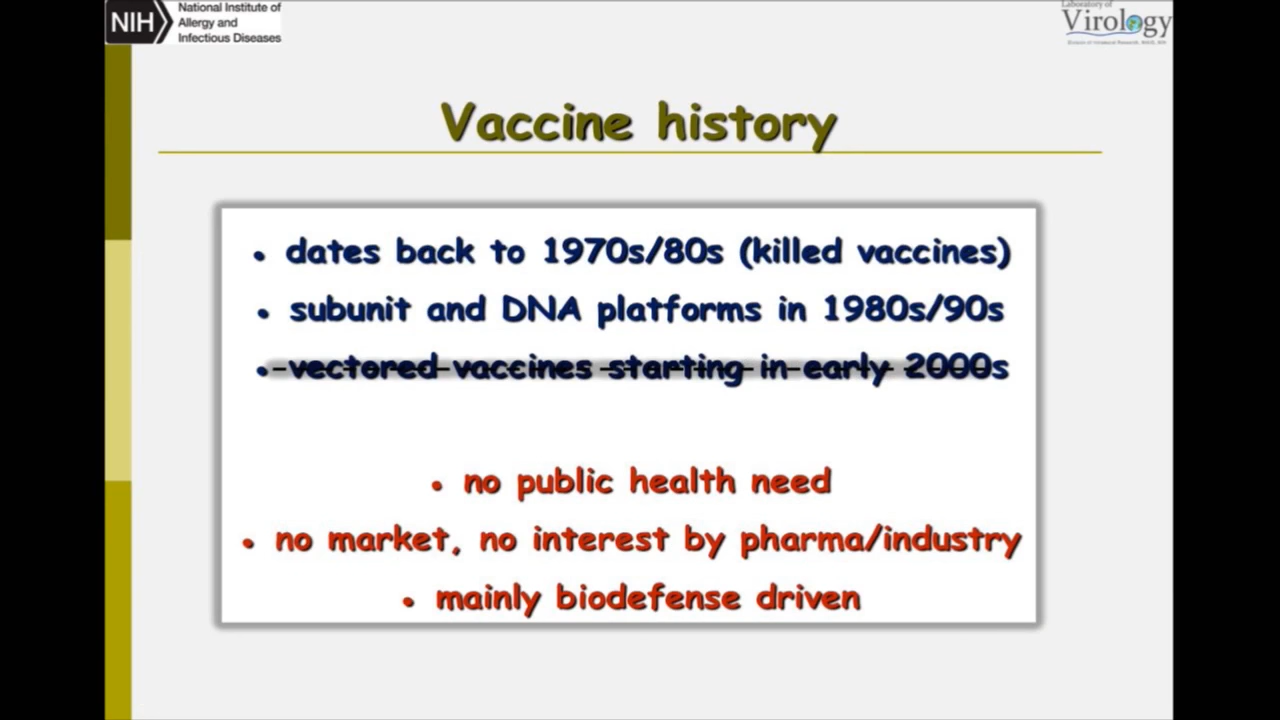 NIH
National Institute of
Allergy and
Infectious Diseases
Laboratory of
Virology
Vaccine history
• dates back to 1970s/80s (killed vaccines)
• subunit and DNA platforms in 1980s/90s
• vectored vaccines starting in early 2000s
• no public health need
• no market, no interest by pharma/industry
• mainly biodefense driven